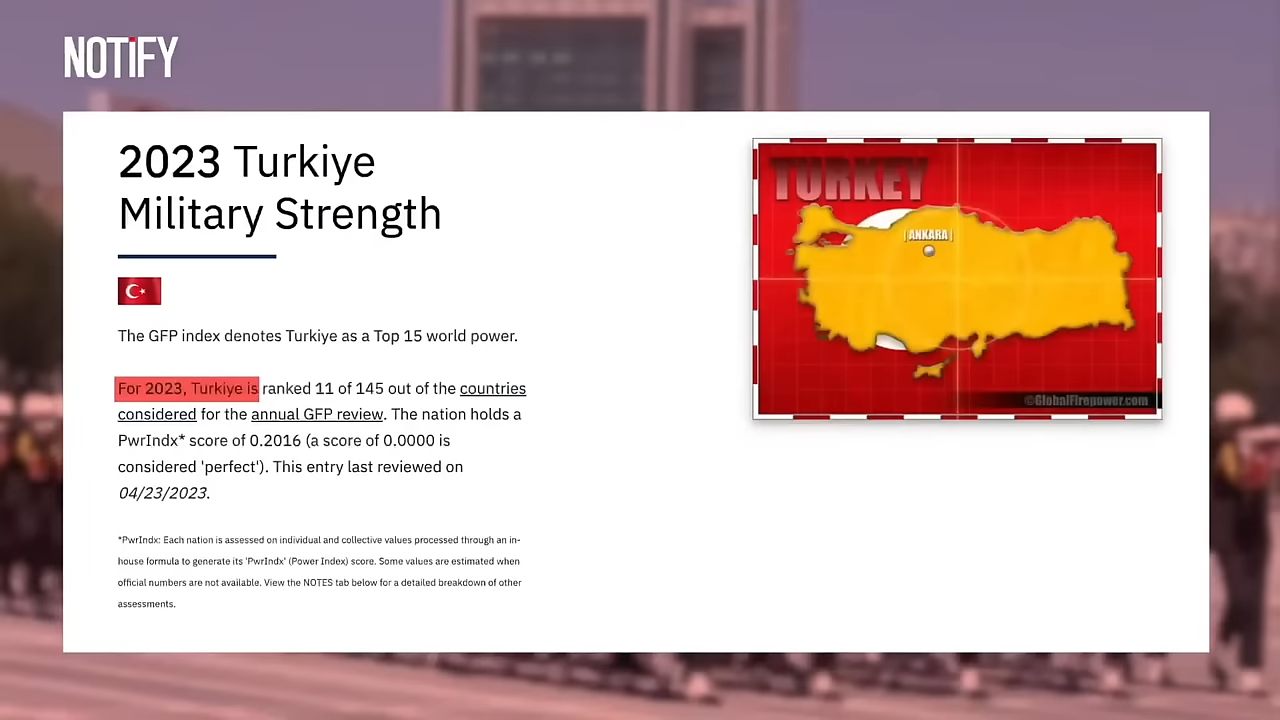 NOTiFY
2023 Turkiye
Military Strength
The GFP index denotes Turkiye as a Top 15 world power.
For 2023, Turkiye is ranked 11 of 145 out of the countries
considered for the annual GFP review. The nation holds a
PwrIndx* score of 0.2016 (a score of 0.0000 is
considered 'perfect'). This entry last reviewed on
04/23/2023.
*PwrIndx: Each nation is assessed on individual and collective values processed through an in-
house formula to generate its 'PwrIndx' (Power Index) score. Some values are estimated when
official numbers are not available. View the NOTES tab below for a detailed breakdown of other
assessments.
TURKEY
| ANKARA |
©GlobalFirepower.com